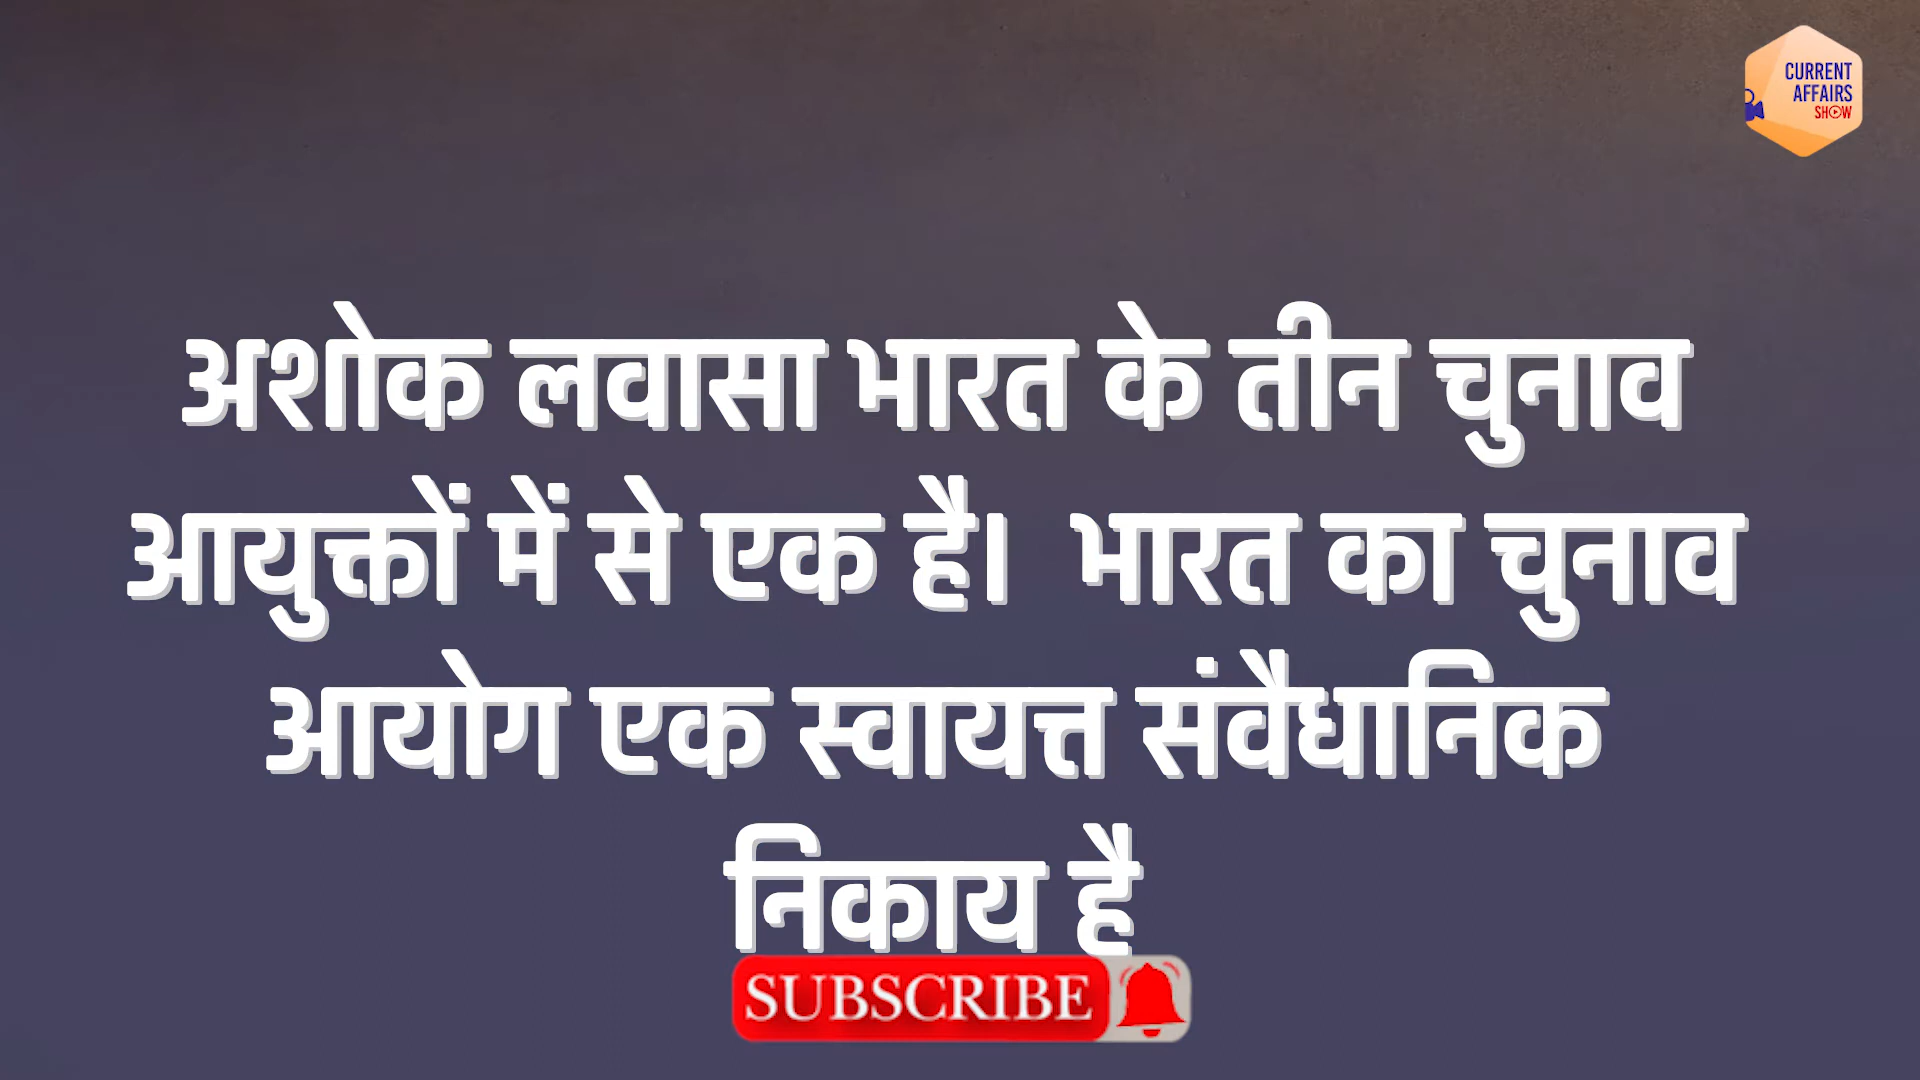 CURRENT
AFFAIRS
SHOW
अशोक लवासा भारत के तीन चुनाव
आयुक्तों में से एक है। भारत का चुनाव
आयोग एक स्वायत्त संवैधानिक
निकाय है
SUBSCRIBE